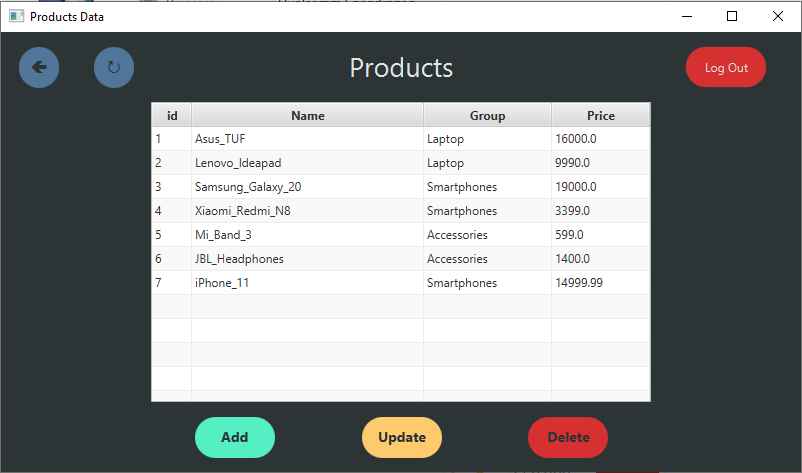 Products Data
Products
Log Out
id Name Group Price
1 Asus_TUF Laptop 16000.0
2 Lenovo_Ideapad Laptop 9990.0
3 Samsung_Galaxy_20 Smartphones 19000.0
4 Xiaomi_Redmi_N8 Smartphones 3399.0
5 Mi_Band_3 Accessories 599.0
6 JBL_Headphones Accessories 1400.0
7 iPhone_11 Smartphones 14999.99
Add Update Delete